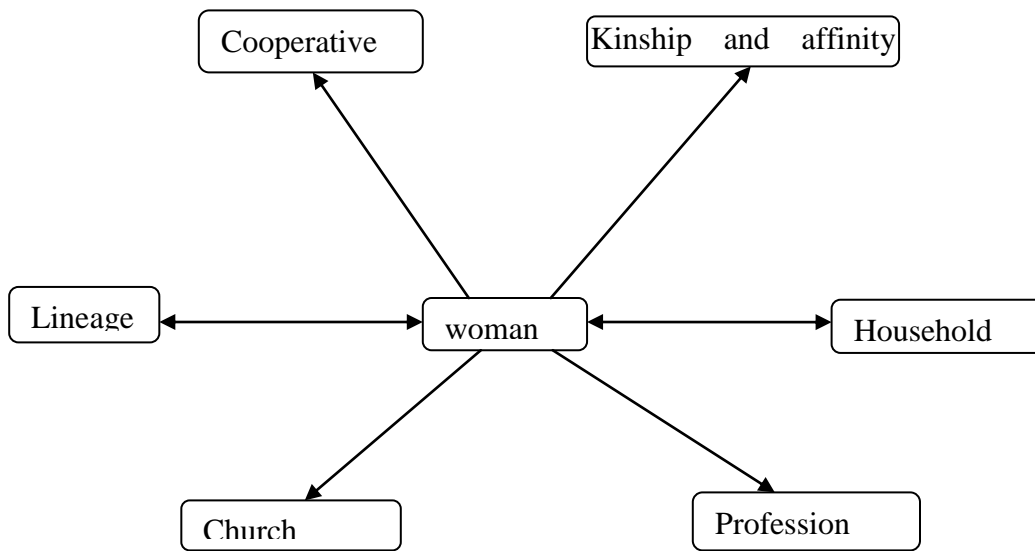 Cooperative
Kinship and affinity
Lineage
woman
Household
Church
Profession